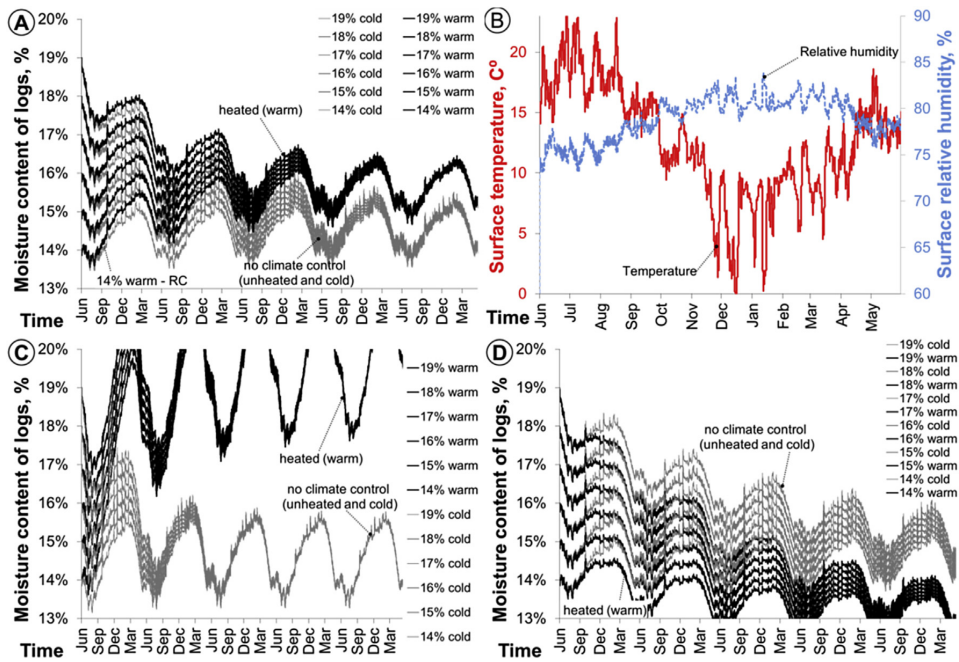 A
20%
19%
18%
17%
16%
15%
14%
13%
Moisture content of logs, %
19% cold
18% cold
17% cold
16% cold
15% cold
14% cold
19% warm
18% warm
17% warm
16% warm
15% warm
14% warm
heated (warm)
no climate control
(unheated and cold)
14% warm - RC
Time
Jun Sep Dec Mar Jun Sep Dec Mar Jun Sep Dec Mar Jun Sep Dec Mar Jun Sep Dec Mar
B
20
15
10
5
0
Surface temperature, Cº
90
85
80
75
70
65
60
Surface relative humidity, %
Relative humidity
Temperature
Time
Jun Jul Aug Sep Oct Nov Dec Jan Feb Mar Apr May
C
20%
19%
18%
17%
16%
15%
14%
13%
Moisture content of logs, %
19% warm
18% warm
17% warm
16% warm
15% warm
14% warm
19% cold
18% cold
17% cold
16% cold
15% cold
14% cold
heated (warm)
no climate control
(unheated and cold)
Time
Jun Sep Dec Mar Jun Sep Dec Mar Jun Sep Dec Mar Jun Sep Dec Mar Jun Sep Dec Mar
D
20%
19%
18%
17%
16%
15%
14%
13%
Moisture content of logs, %
19% cold
19% warm
18% cold
18% warm
17% cold
17% warm
16% cold
16% warm
15% cold
15% warm
14% cold
14% warm
no climate control
(unheated and cold)
heated (warm)
Time
Jun Sep Dec Mar Jun Sep Dec Mar Jun Sep Dec Mar Jun Sep Dec Mar Jun Sep Dec Mar